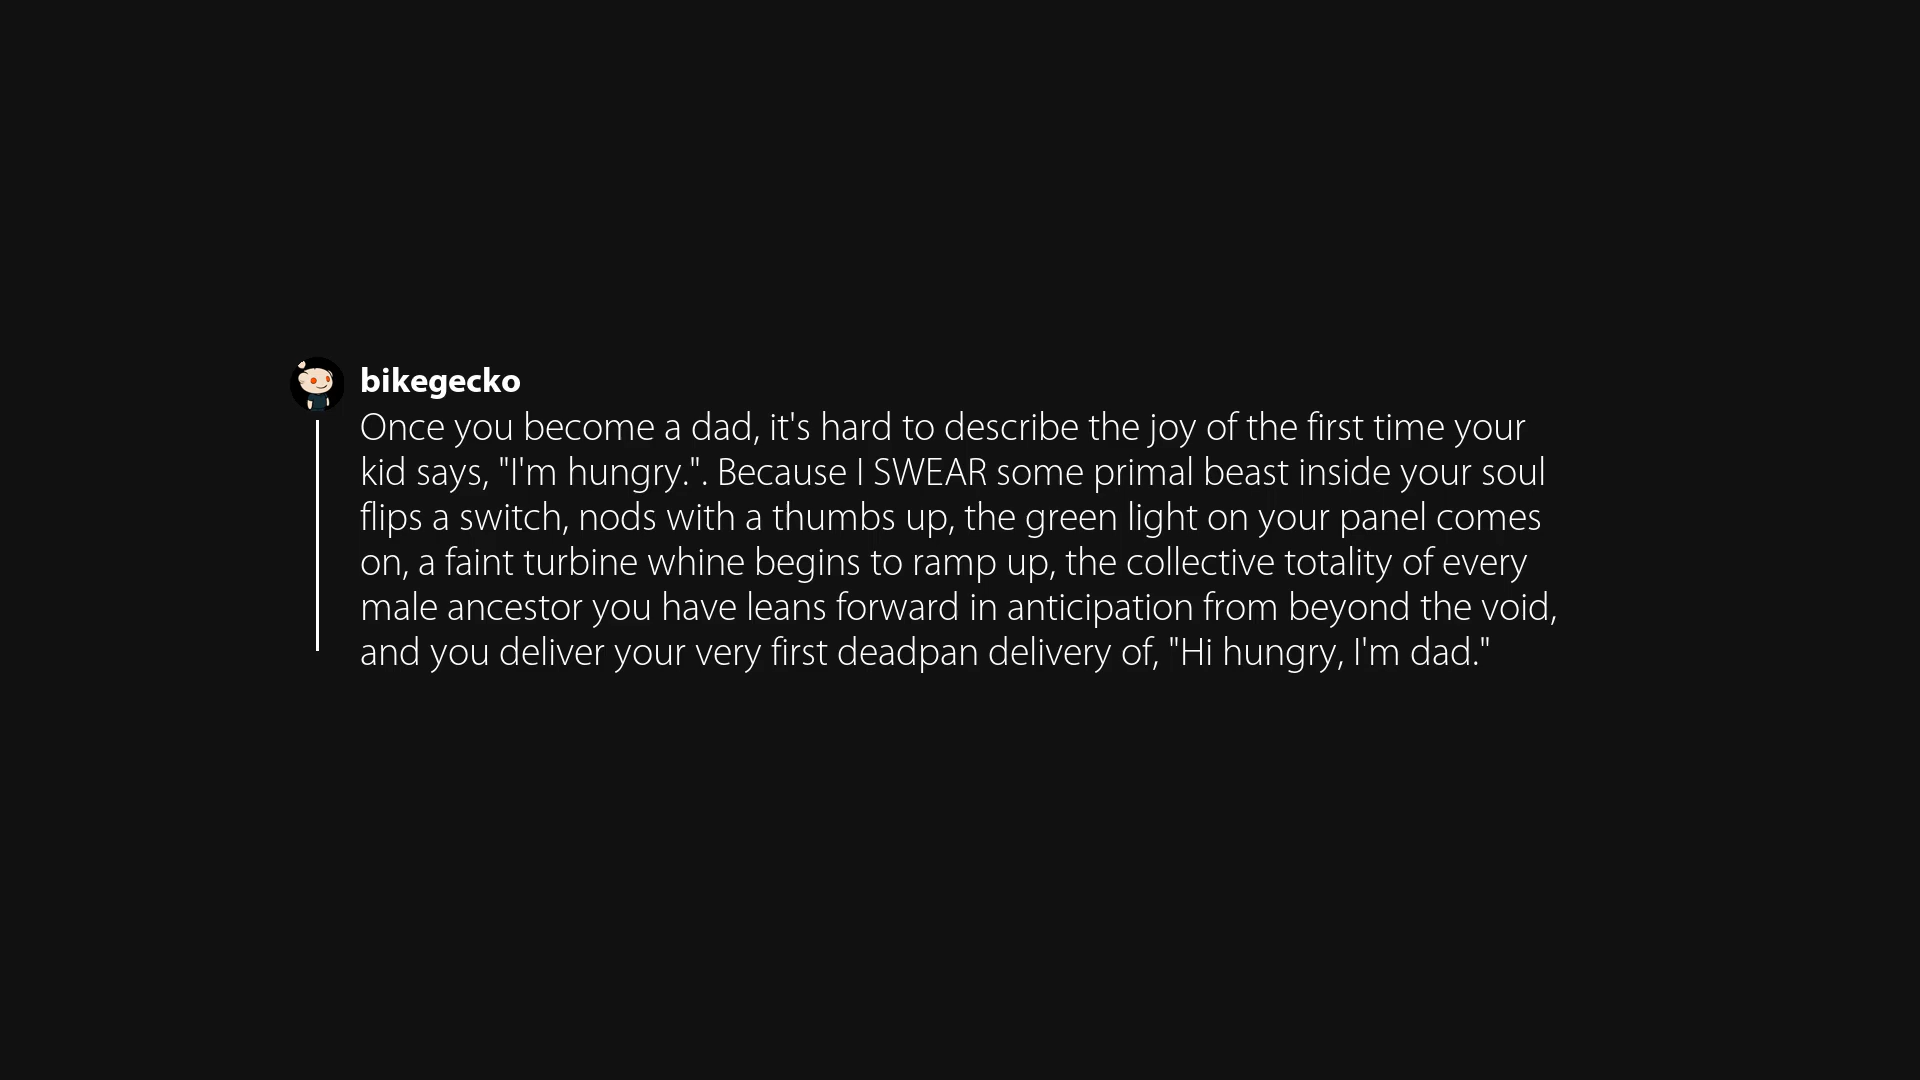 bikegecko
Once you become a dad, it's hard to describe the joy of the first time your
kid says, "I'm hungry.". Because I SWEAR some primal beast inside your soul
flips a switch, nods with a thumbs up, the green light on your panel comes
on, a faint turbine whine begins to ramp up, the collective totality of every
male ancestor you have leans forward in anticipation from beyond the void,
and you deliver your very first deadpan delivery of, "Hi hungry, I'm dad."